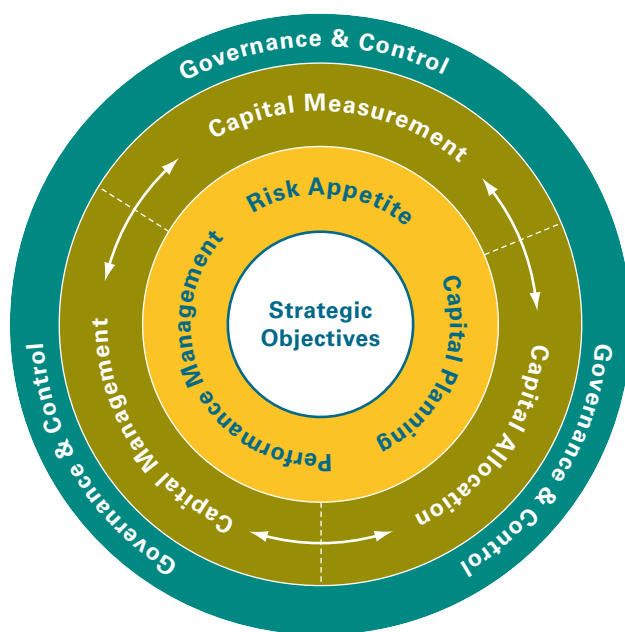 Governance & Control
Capital Measurement
Risk Appetite
Strategic
Objectives
Performance Management
Capital Planning
Capital Management
Capital Allocation
Governance & Control
Governance & Control